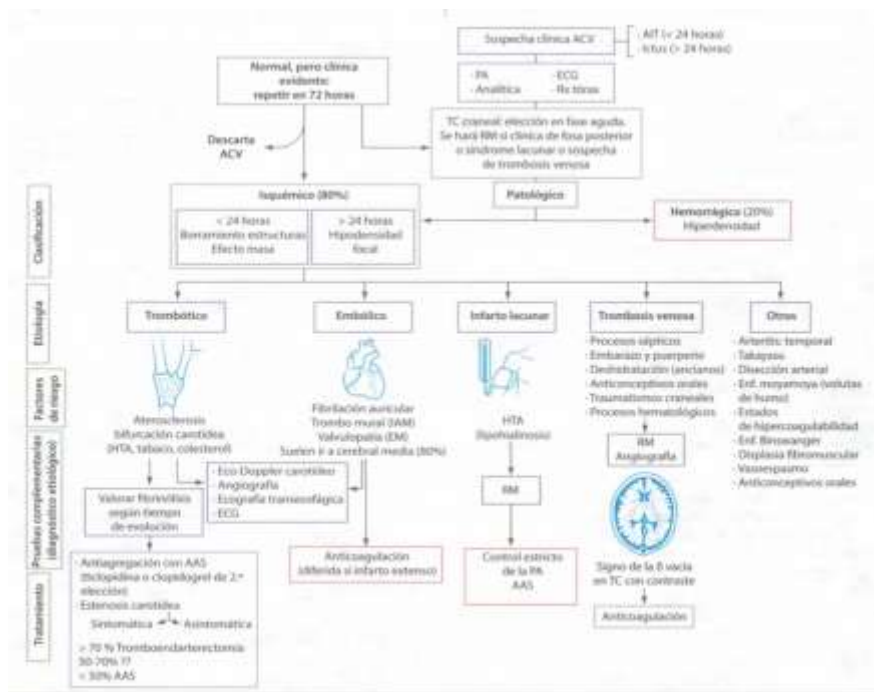 Sospecha clínica ACV
· AIT (< 24 horas)
· Ictus (> 24 horas)
Normal, pero clínica
evidente:
repetir en 72 horas
· PA
· Analítica
· ECG
· Rx tórax
TC craneal: elección en fase aguda.
Se hará RM si clínica de fosa posterior
o síndrome lacunar o sospecha
de trombosis venosa
Descarta
ACV
Clasificación
Isquémico (80%)
< 24 horas
Borramiento estructuras
Efecto masa
> 24 horas
Hipodensidad
focal
Patológico
Hemorrágico (20%)
Hiperdensidad
Etiología
Trombótico
Embólico
Infarto lacunar
Trombosis venosa
· Procesos sépticos
· Embarazo y puerperio
· Deshidratación (ancianos)
· Anticonceptivos orales
· Traumatismos craneales
· Procesos hematológicos
Otros
· Arteritis: temporal
· Takayasu
· Disección arterial
· Enf. moyamoya (volutas
de humo)
· Estados
de hipercoagulabilidad
· Enf. Binswanger
· Displasia fibromuscular
· Vasoespasmo
· Anticonceptivos orales
Factores
de riesgo
Aterosclerosis
bifurcación carotídea
(HTA, tabaco, colesterol)
Fibrilación auricular
Trombo mural (IAM)
Valvulopatía (EM)
Suelen ir a cerebral media (80%)
HTA
(lipohialinosis)
Pruebas complementarias
(diagnóstico etiológico)
Valorar fibrinólisis
según tiempo
de evolución
· Eco Doppler carotídeo
· Angiografía
· Ecografía transesofágica
· ECG
RM
RM
Angiografía
Signo de la δ vacía
en TC con contraste
Tratamiento
· Antiagregación con AAS
(ticlopidina o clopidogrel de 2.ª
elección)
· Estenosis carotídea
Sintomática
Asintomática
> 70 % Tromboendarterectomía
50-70% ??
< 50% AAS
Anticoagulación
(diferida si infarto extenso)
Control estricto
de la PA
AAS
Anticoagulación